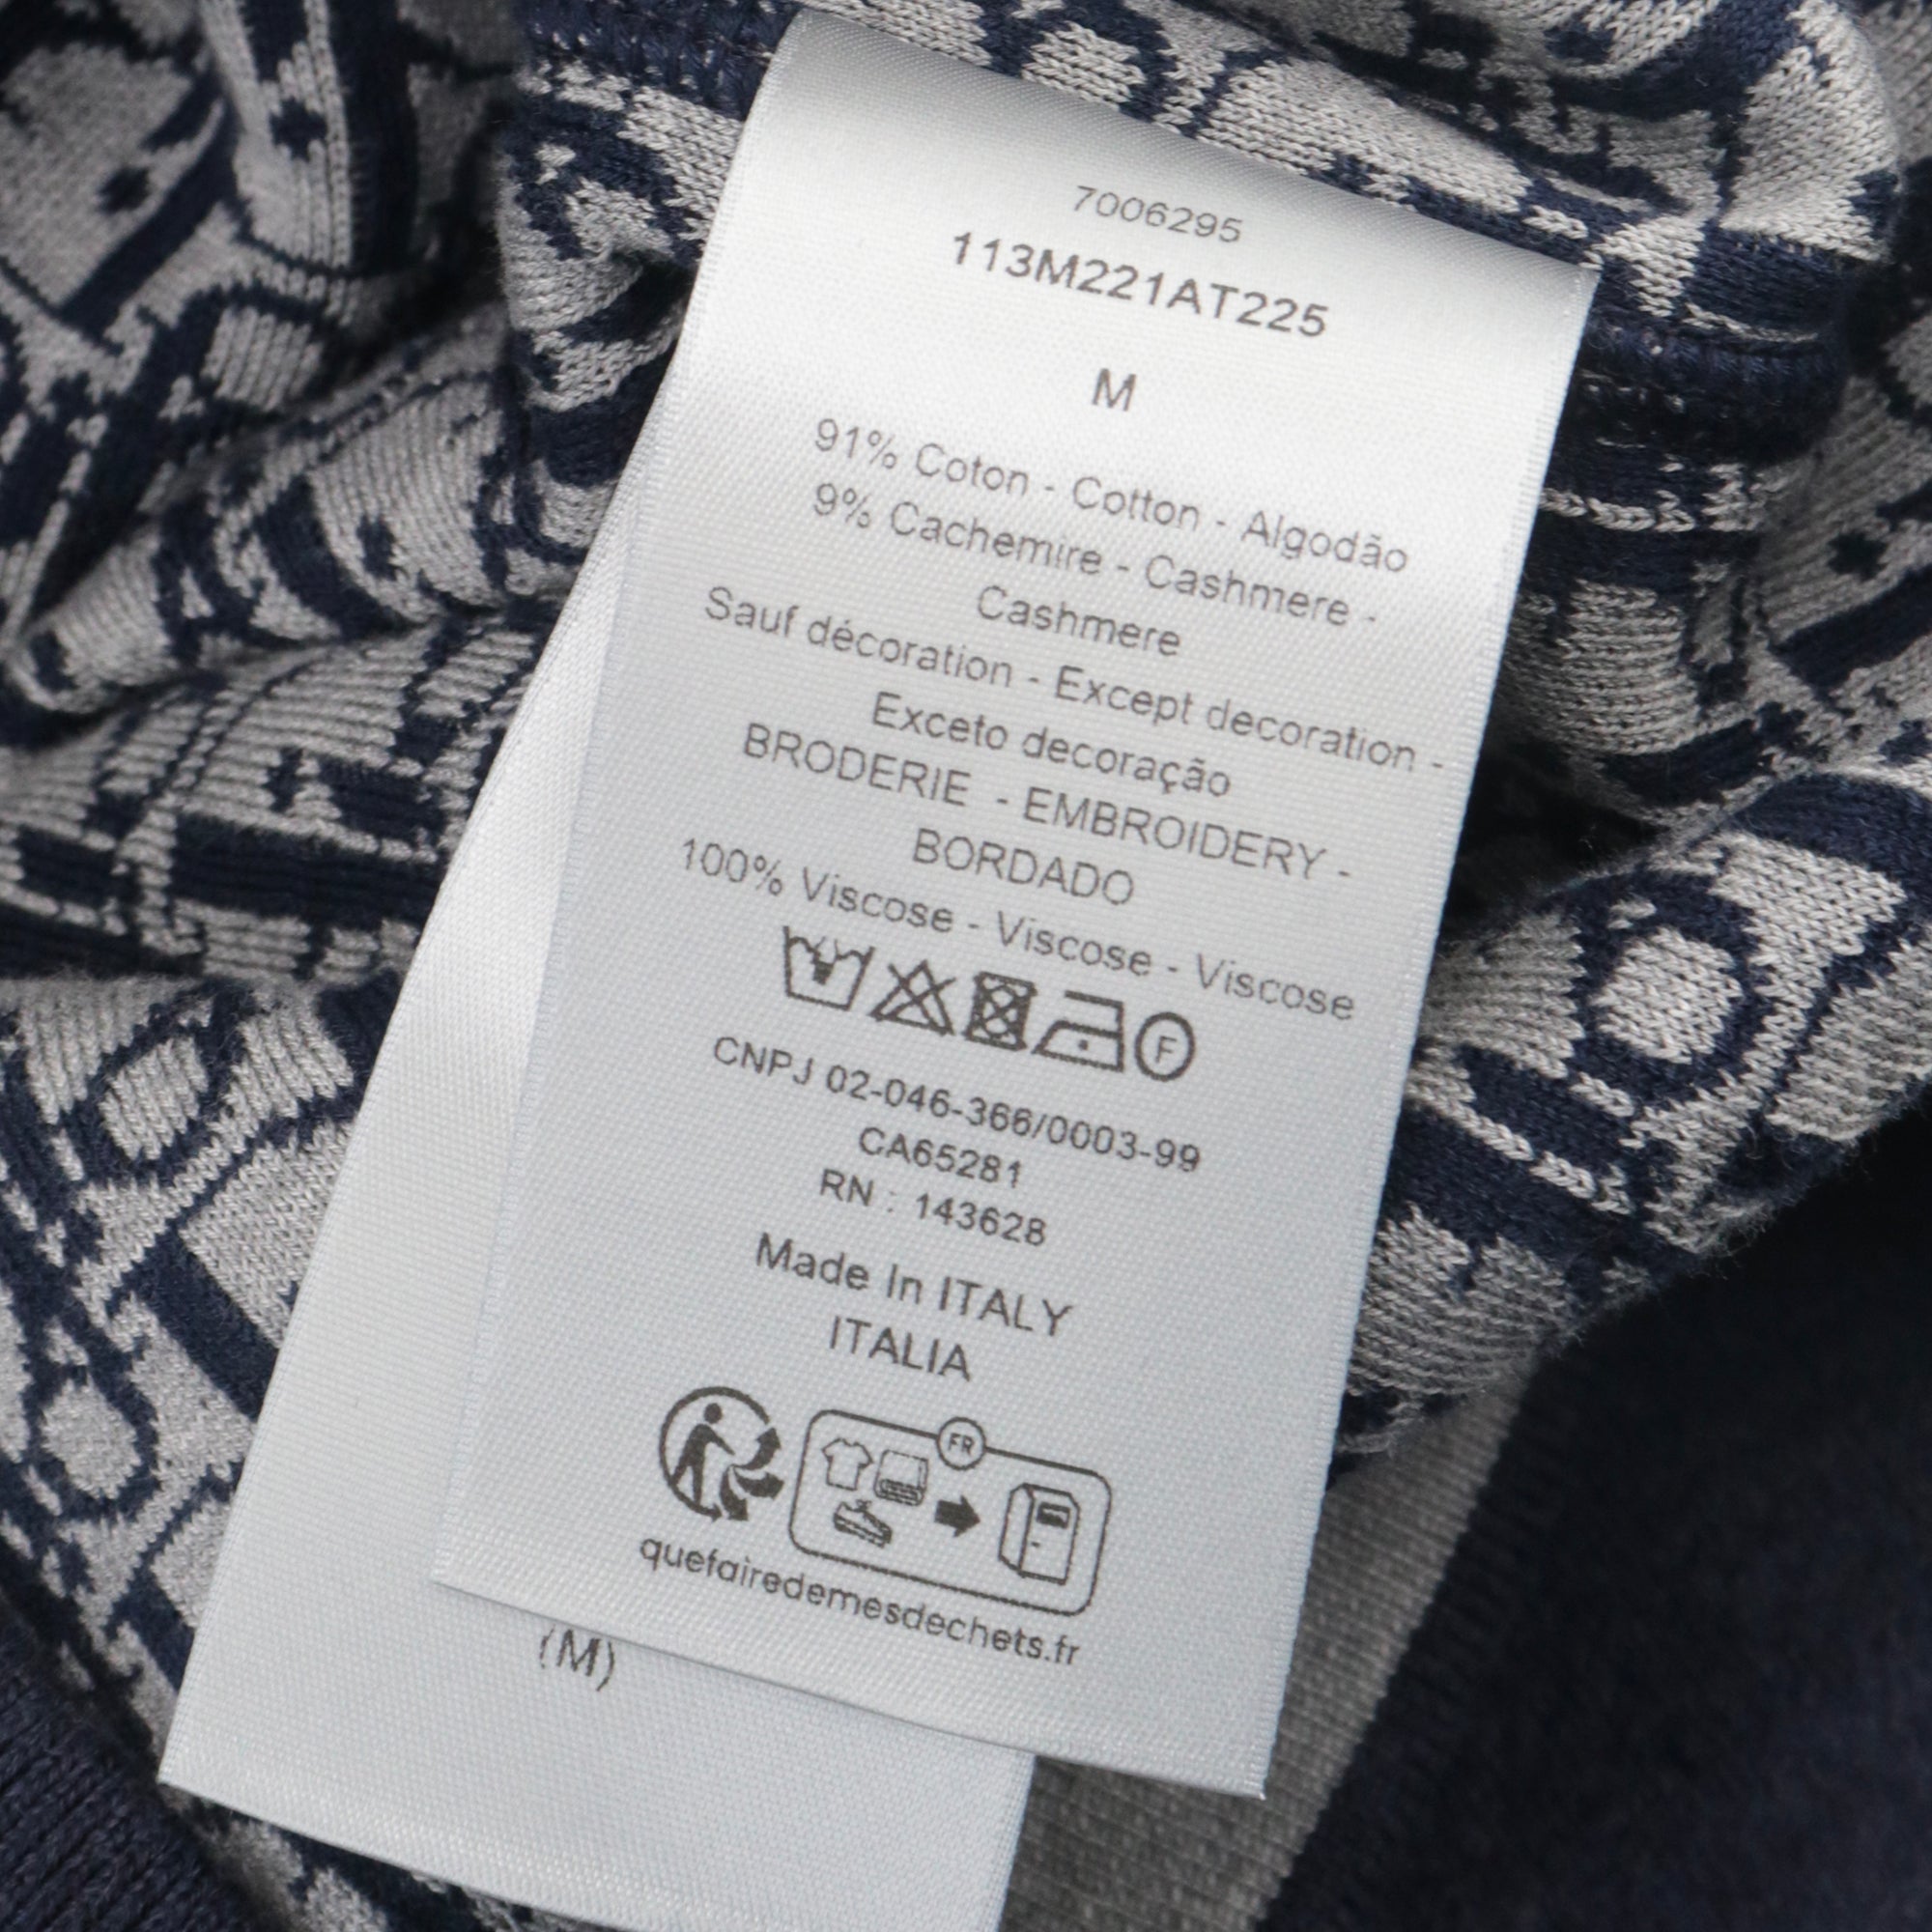 7006295
113M221AT225
M
91% Coton - Cotton - Algodão
9% Cachemire - Cashmere -
Cashmere
Sauf décoration - Except decoration -
Exceto decoração
BRODERIE - EMBROIDERY -
BORDADO
100% Viscose - Viscose - Viscose
F
CNPJ 02-046-366/0003-99
CA65281
RN : 143628
Made In ITALY
ITALIA
FR
quefairedemesdechets.fr
(M)